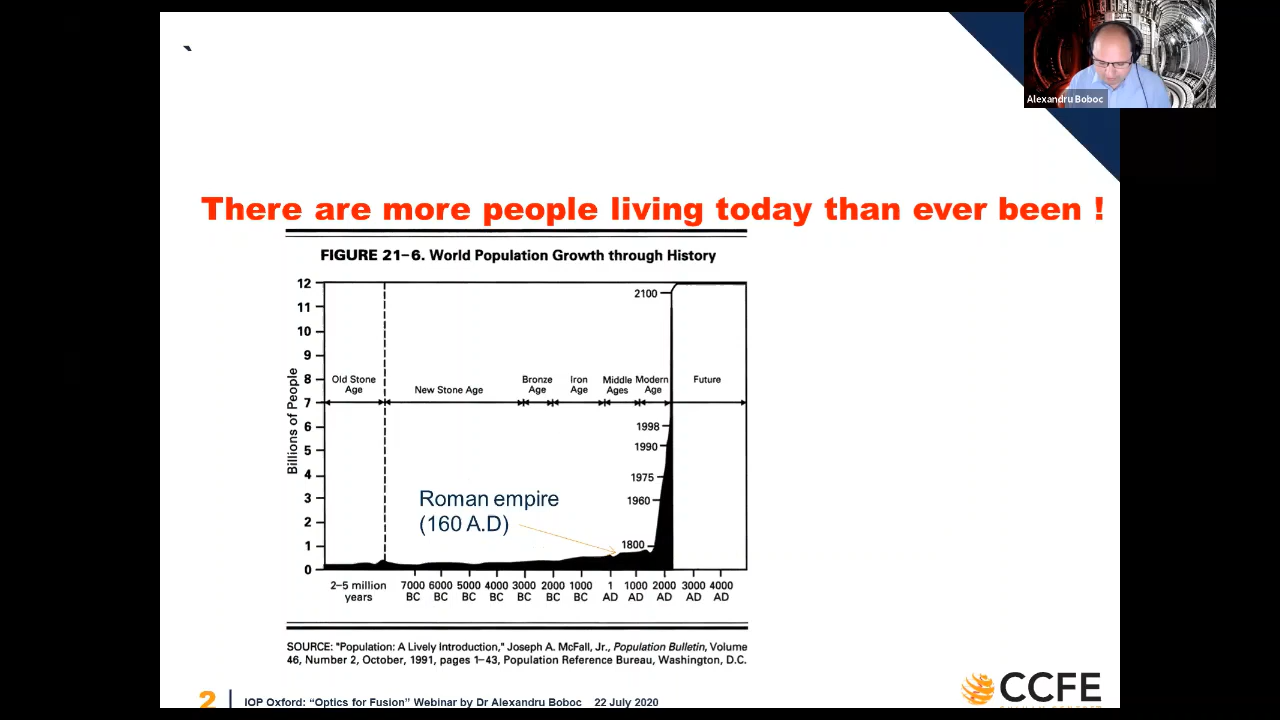 `
Alexandru Boboc
There are more people living today than ever been !
FIGURE 21–6. World Population Growth through History
12
11
10
9
8
7
6
5
4
3
2
1
0
Billions of People
Old Stone
Age
New Stone Age
Bronze
Age
Iron
Age
Middle
Ages
Modern
Age
Future
2100
1998
1990
1975
1960
1800
Roman empire
(160 A.D)
2–5 million
years
7000
BC
6000
BC
5000
BC
4000
BC
3000
BC
2000
BC
1000
BC
1
AD
1000
AD
2000
AD
3000
AD
4000
AD
SOURCE: "Population: A Lively Introduction," Joseph A. McFall, Jr., Population Bulletin, Volume
46, Number 2, October, 1991, pages 1–43, Population Reference Bureau, Washington, D.C.
2
IOP Oxford: “Optics for Fusion” Webinar by Dr Alexandru Boboc 22 July 2020
CCFE